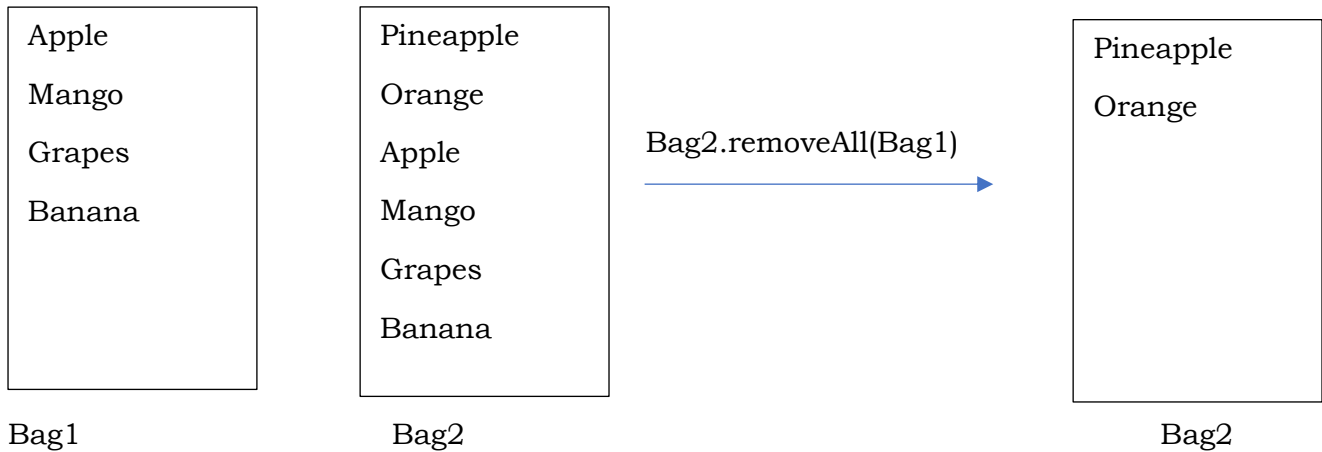 Apple
Mango
Grapes
Banana
Bag1
Pineapple
Orange
Apple
Mango
Grapes
Banana
Bag2
Bag2.removeAll(Bag1)
Pineapple
Orange
Bag2